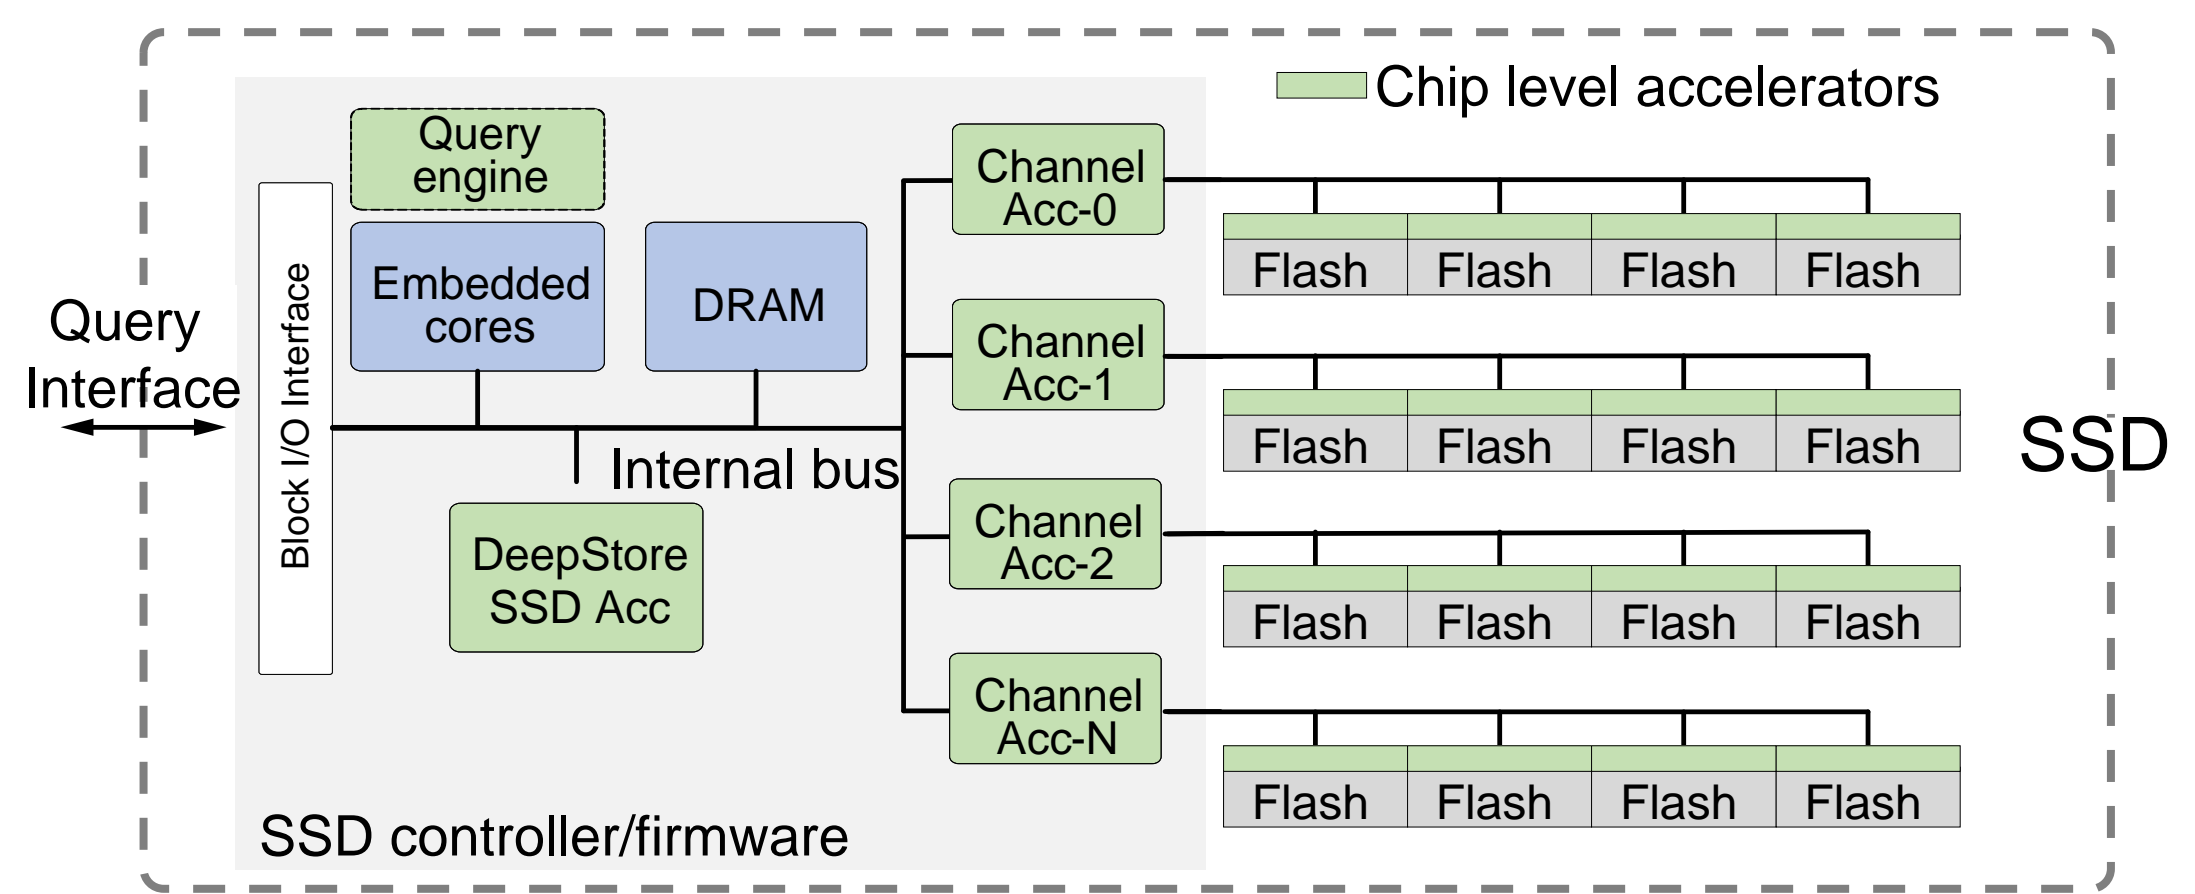 Chip level accelerators
Query
engine
Embedded
cores
DRAM
Query
Interface
Block I/O Interface
Internal bus
DeepStore
SSD Acc
SSD controller/firmware
Channel
Acc-0
Flash Flash Flash Flash
Channel
Acc-1
Flash Flash Flash Flash
Channel
Acc-2
Flash Flash Flash Flash
Channel
Acc-N
Flash Flash Flash Flash
SSD